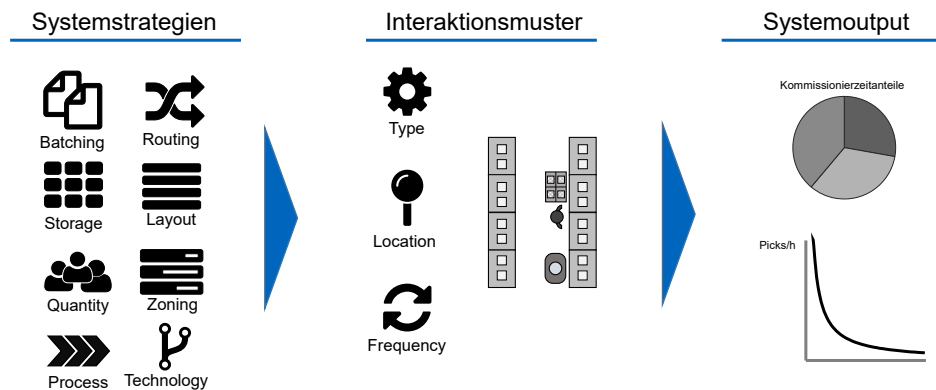 Systemstrategien
Batching
Routing
Storage
Layout
Quantity
Zoning
Process
Technology
Interaktionsmuster
Type
Location
Frequency
Systemoutput
Kommissionierzeitanteile
Picks/h